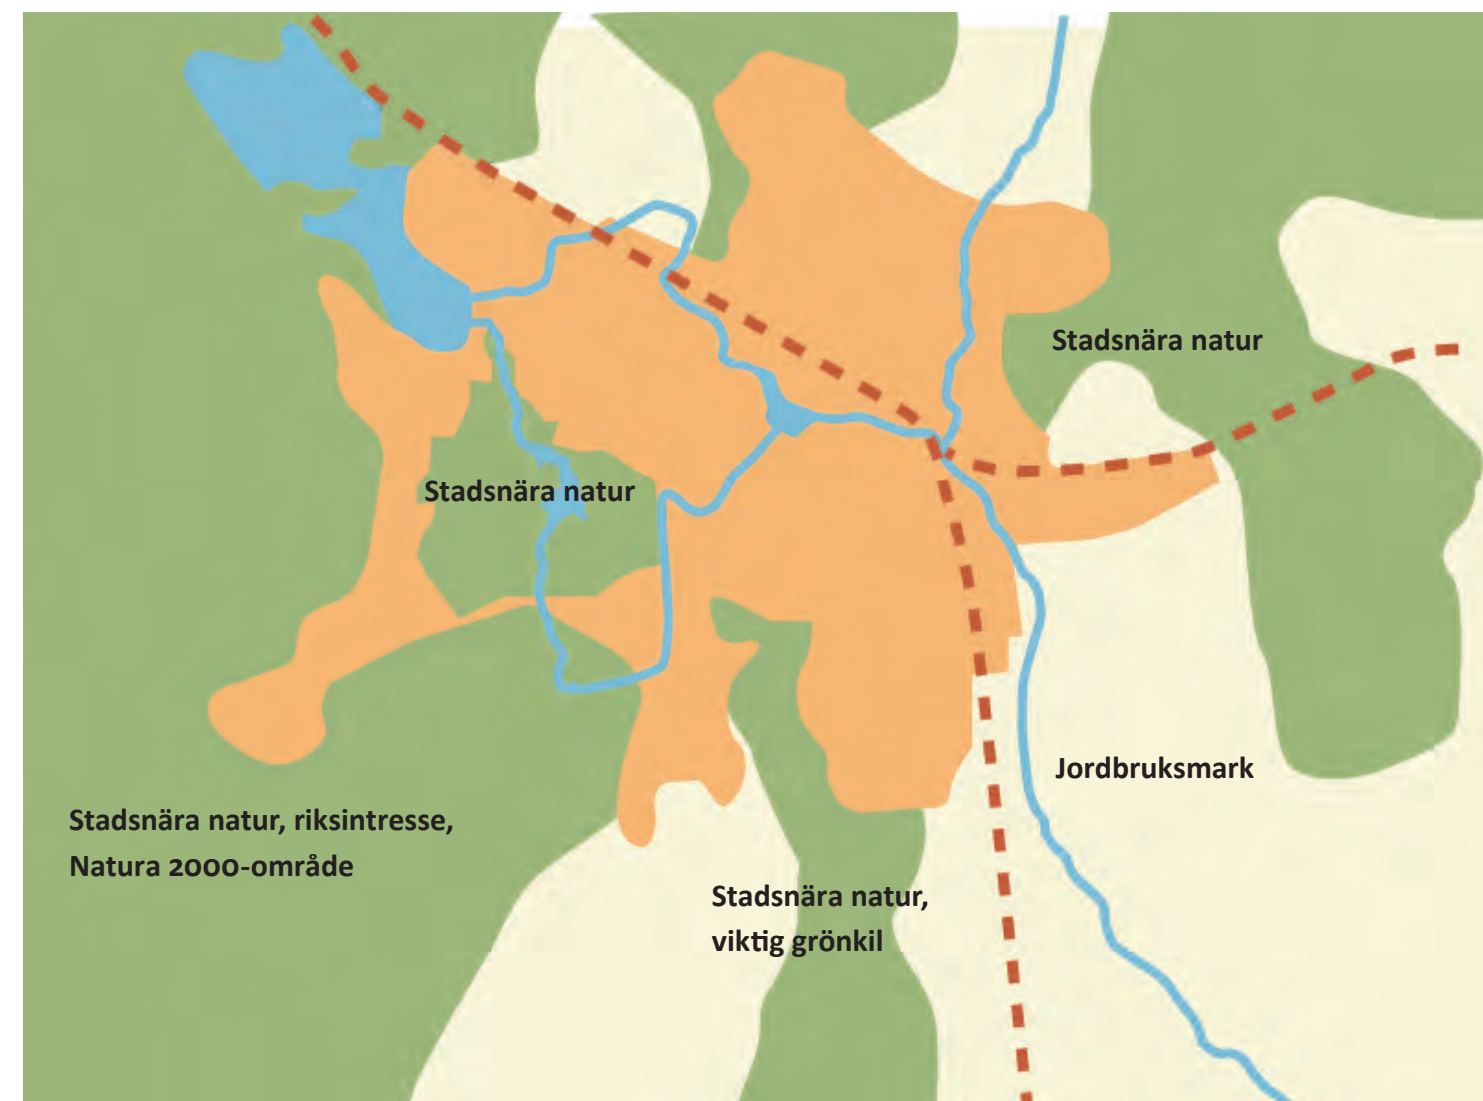 Stadsnära natur
Stadsnära natur
Jordbruksmark
Stadsnära natur, riksintresse,
Natura 2000-område
Stadsnära natur,
viktig grönkil